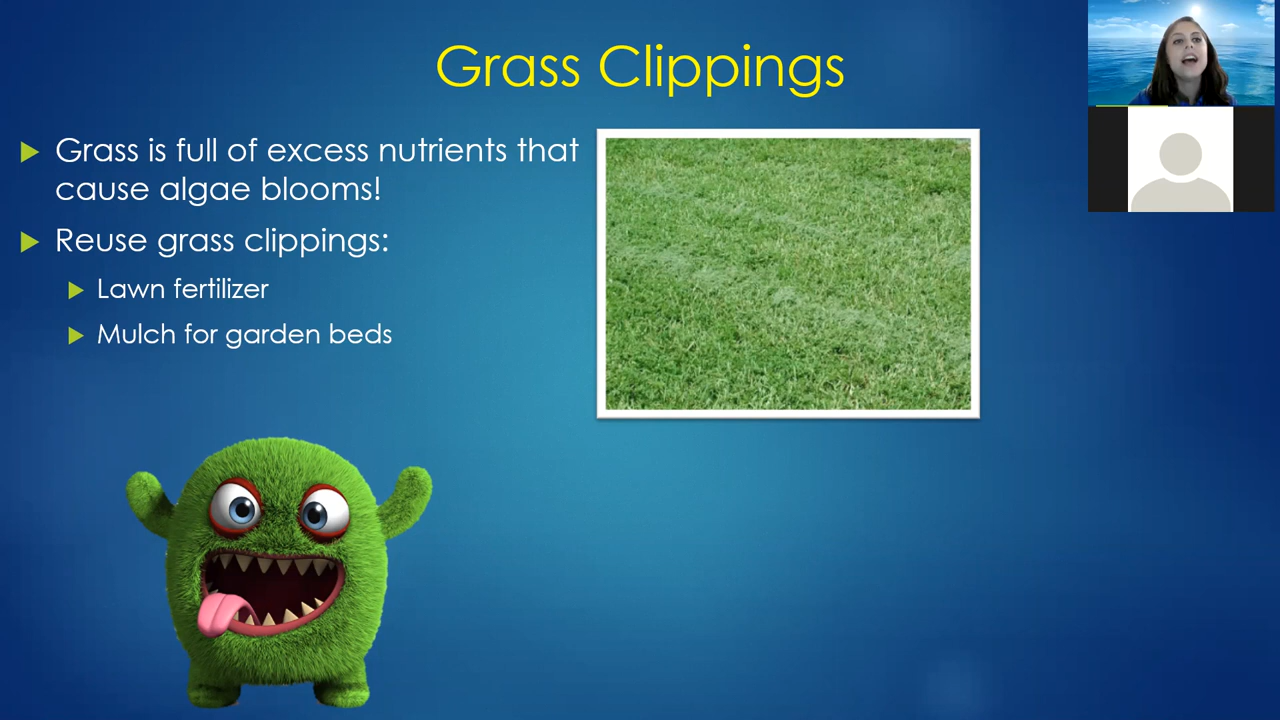 Grass Clippings
Grass is full of excess nutrients that
cause algae blooms!
Reuse grass clippings:
Lawn fertilizer
Mulch for garden beds